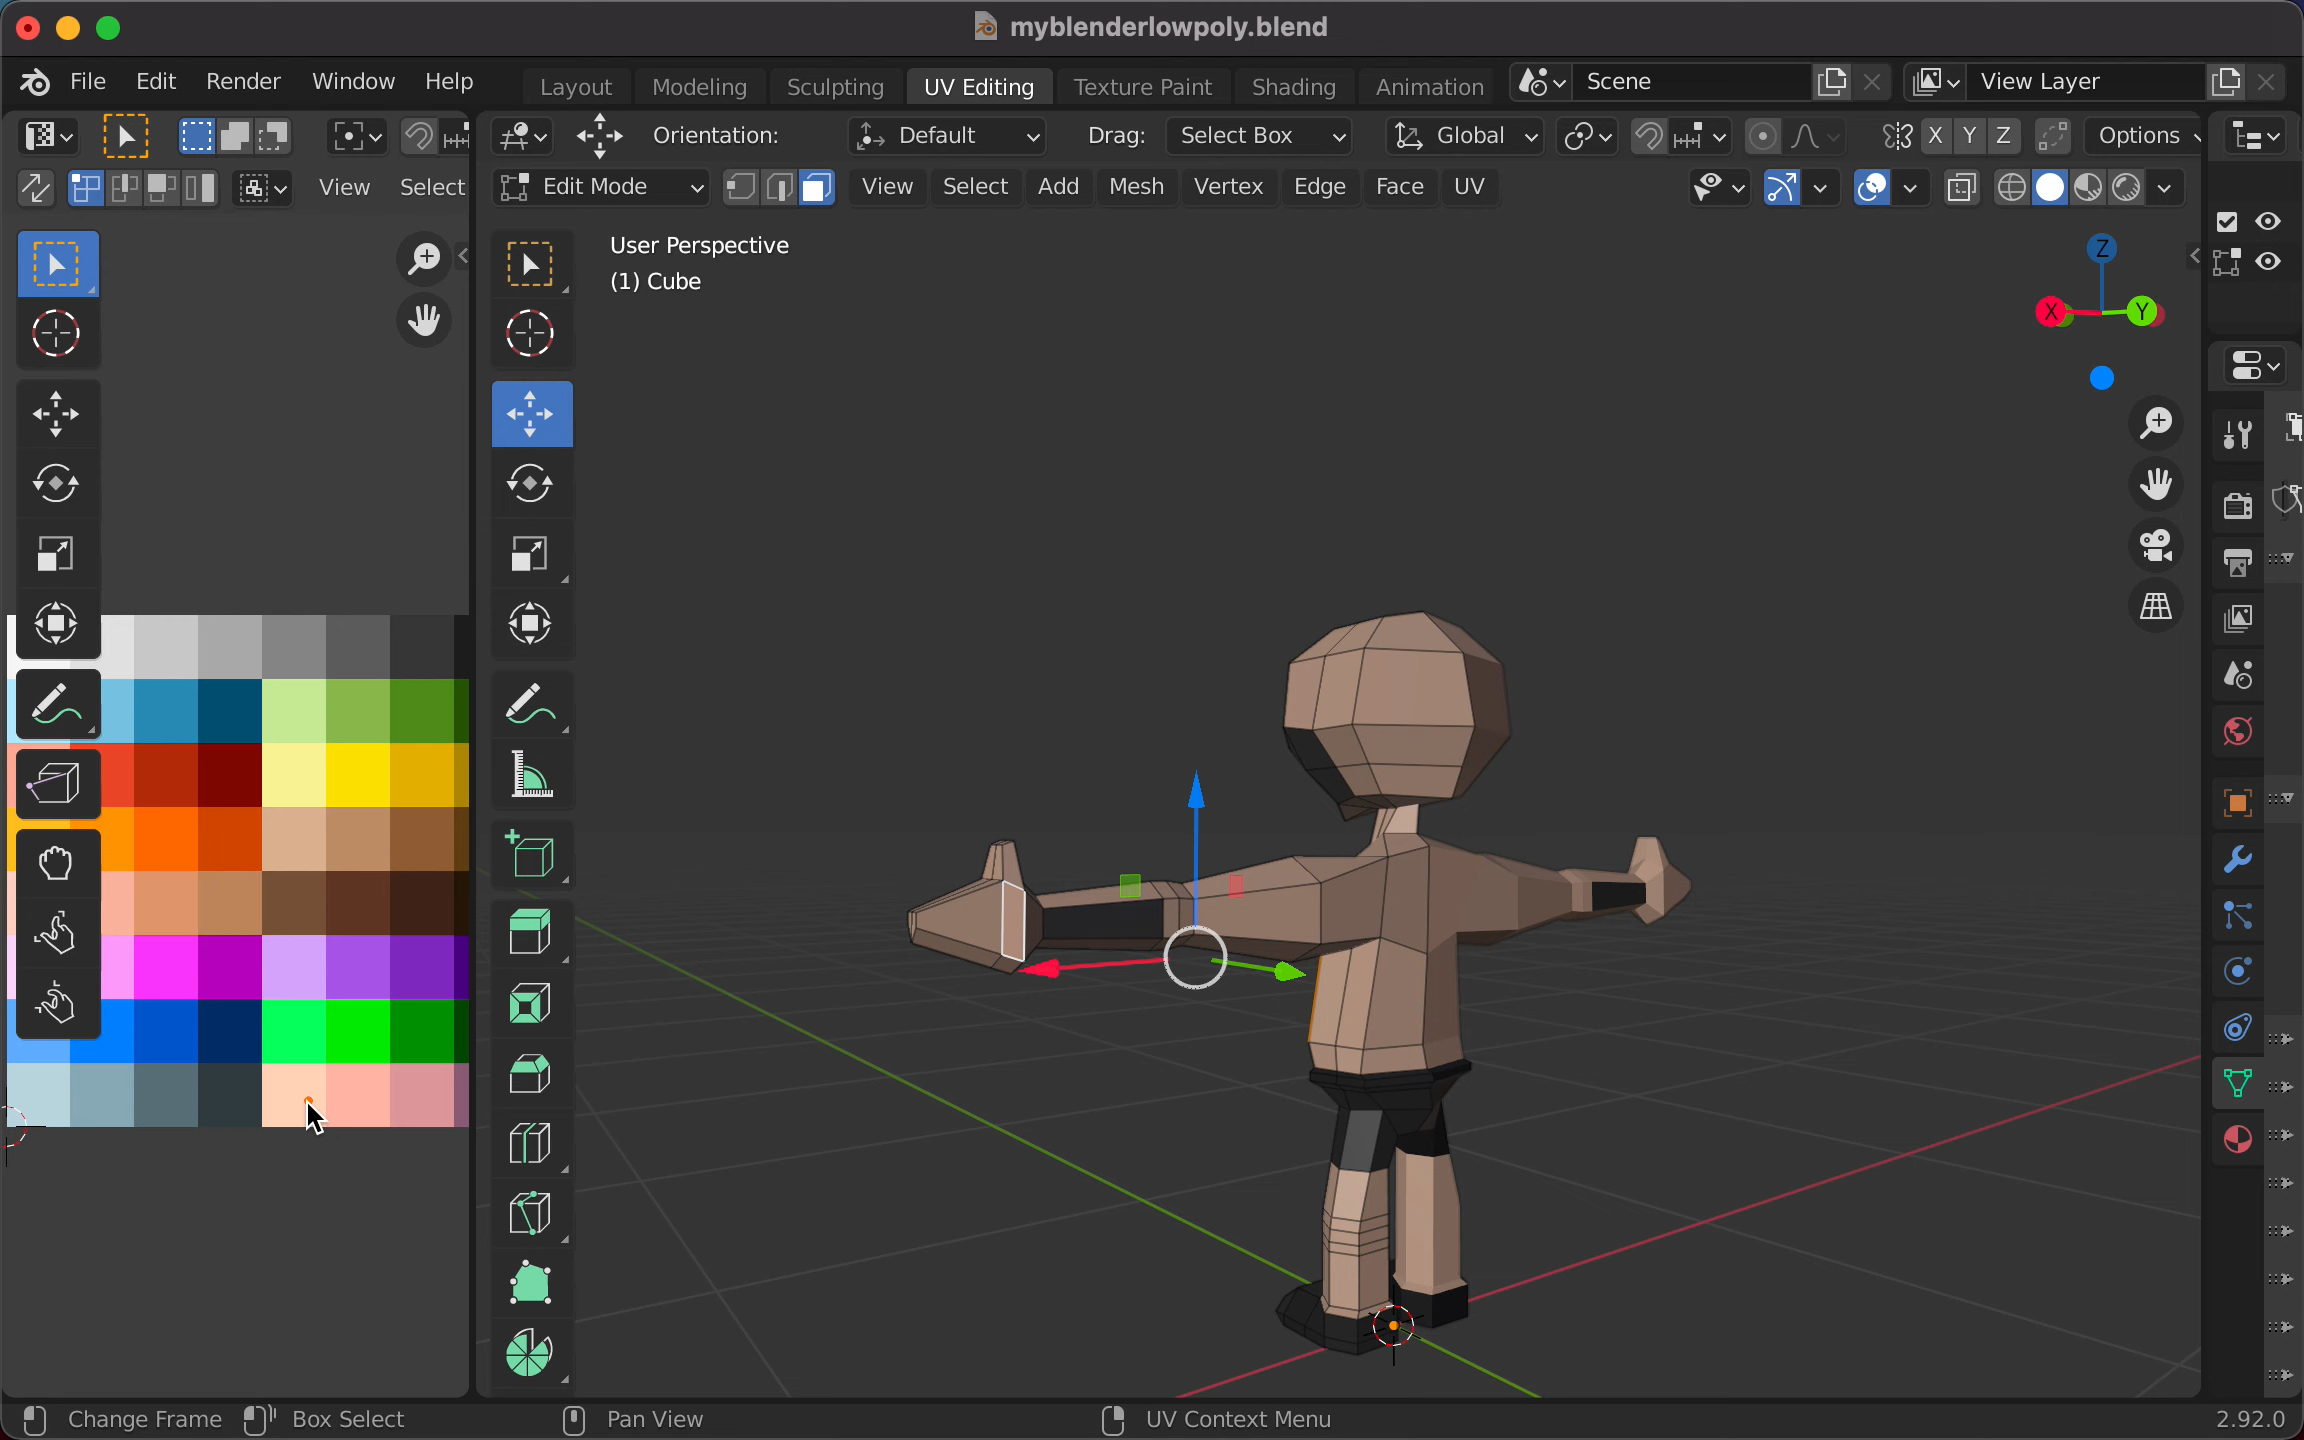 myblenderlowpoly.blend
File Edit Render Window Help Layout Modeling Sculpting UV Editing Texture Paint Shading Animation Scene View Layer
Orientation: Default Drag: Select Box Global X Y Z Options
View Select Edit Mode View Select Add Mesh Vertex Edge Face UV
User Perspective
(1) Cube
Z
X Y
Change Frame Box Select Pan View UV Context Menu 2.92.0